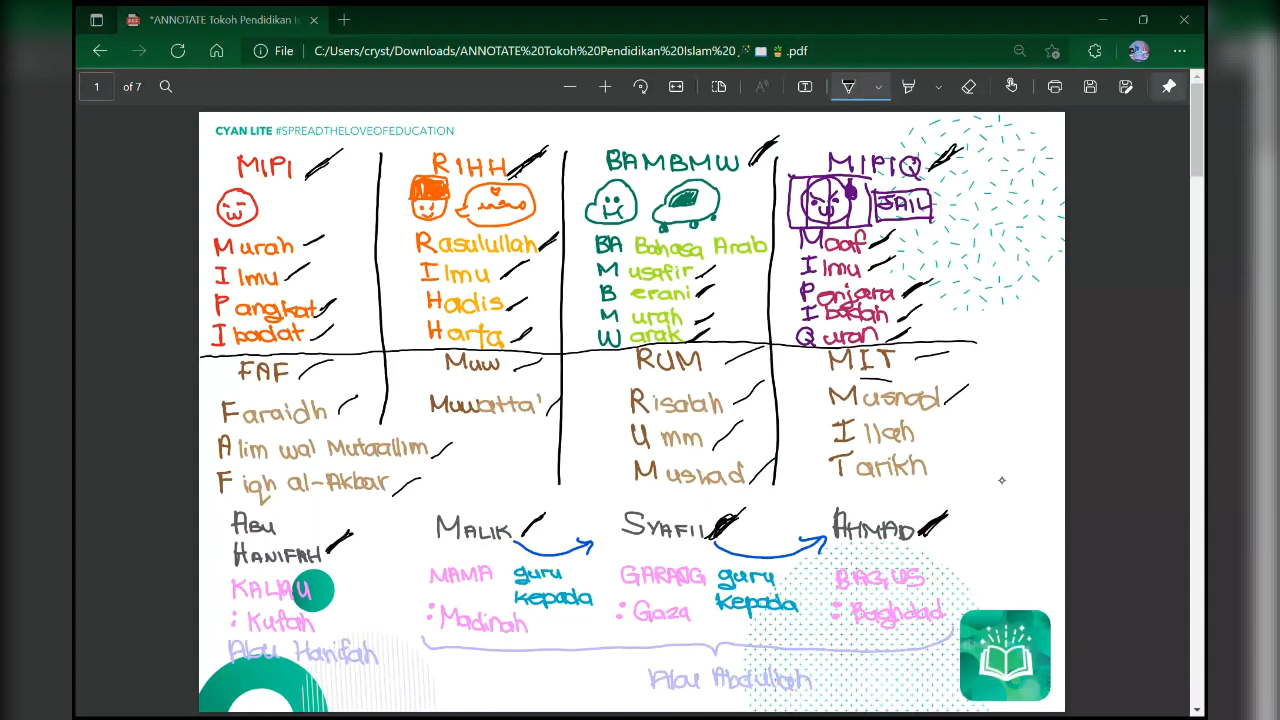 *ANNOTATE Tokoh Pendidikan Is
File
C:/Users/cryst/Downloads/ANNOTATE%20Tokoh%20Pendidikan%20Islam%20 .pdf
1 of 7
CYAN LITE #SPREADTHELOVEOFEDUCATION
MIPI
Murah
Ilmu
Pangkat
Ibadat
FAF
Faraidh
Alim wal Mutaallim
Fiqh al-Akbar
ABU
HANIFAH
KALAU
: Kufah
Abu Hanifah
RIHH
Rasulullah
Ilmu
Hadis
Harta
Muw
Muwatta'
MALIK
MAMA
: Madinah
guru
kepada
BAMBMW
BA Bahasa Arab
Musafir
Berani
Murah
Warak
RUM
Risalah
Umm
Musnad
SYAFII
GARANG
: Gaza
guru
kepada
MIPIQ
JAIL
Maaf
Ilmu
Penjara
Ibadah
Quran
MIT
Musnad
Illah
Tarikh
AHMAD
BAGUS
: Baghdad
Abu Abdullah